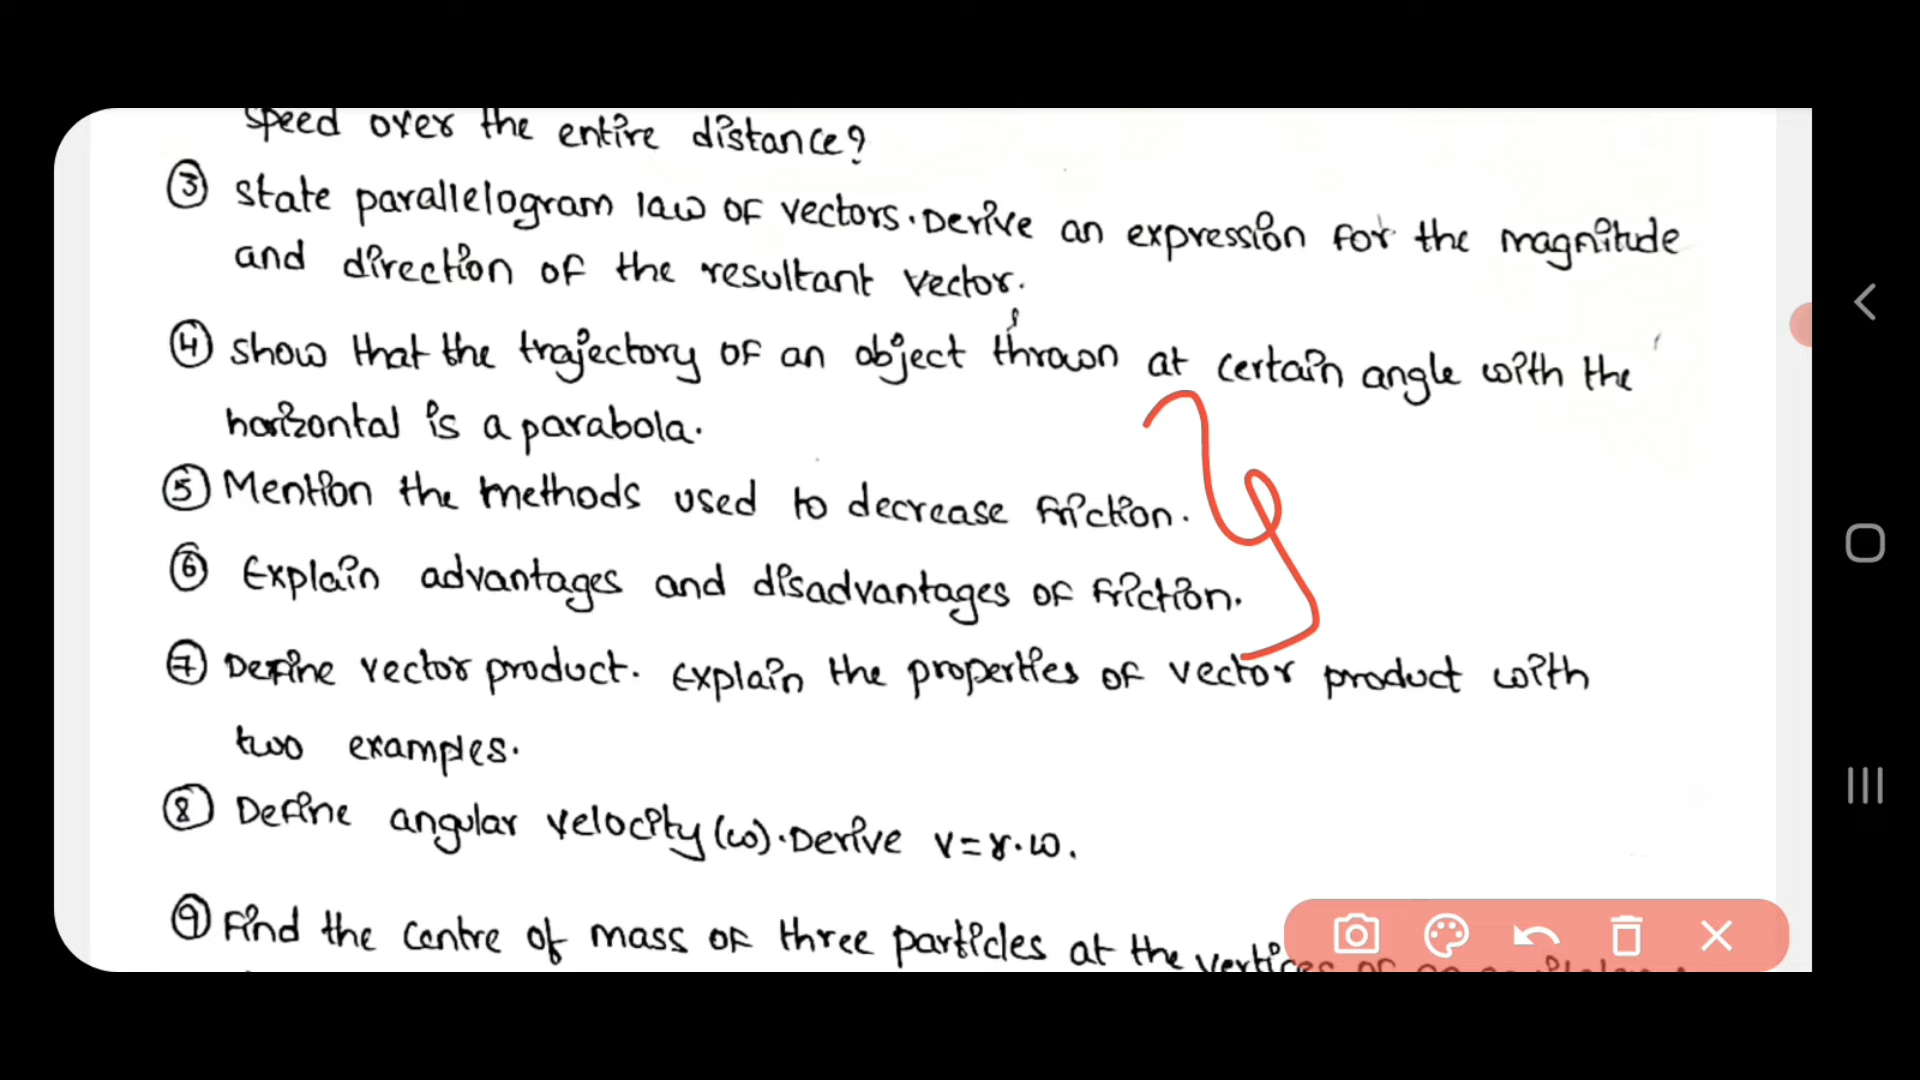 speed over the entire distance?
③ state parallelogram law of vectors. Derive an expression for the magnitude
and direction of the resultant vector.
④ show that the trajectory of an object thrown at certain angle with the
horizontal is a parabola.
⑤ Mention the methods used to decrease friction.
⑥ Explain advantages and disadvantages of friction.
⑦ Define vector product. Explain the properties of vector product with
two examples.
⑧ Define angular velocity (ω). Derive v=r.ω.
⑨ Find the centre of mass of three particles at the vertices of an